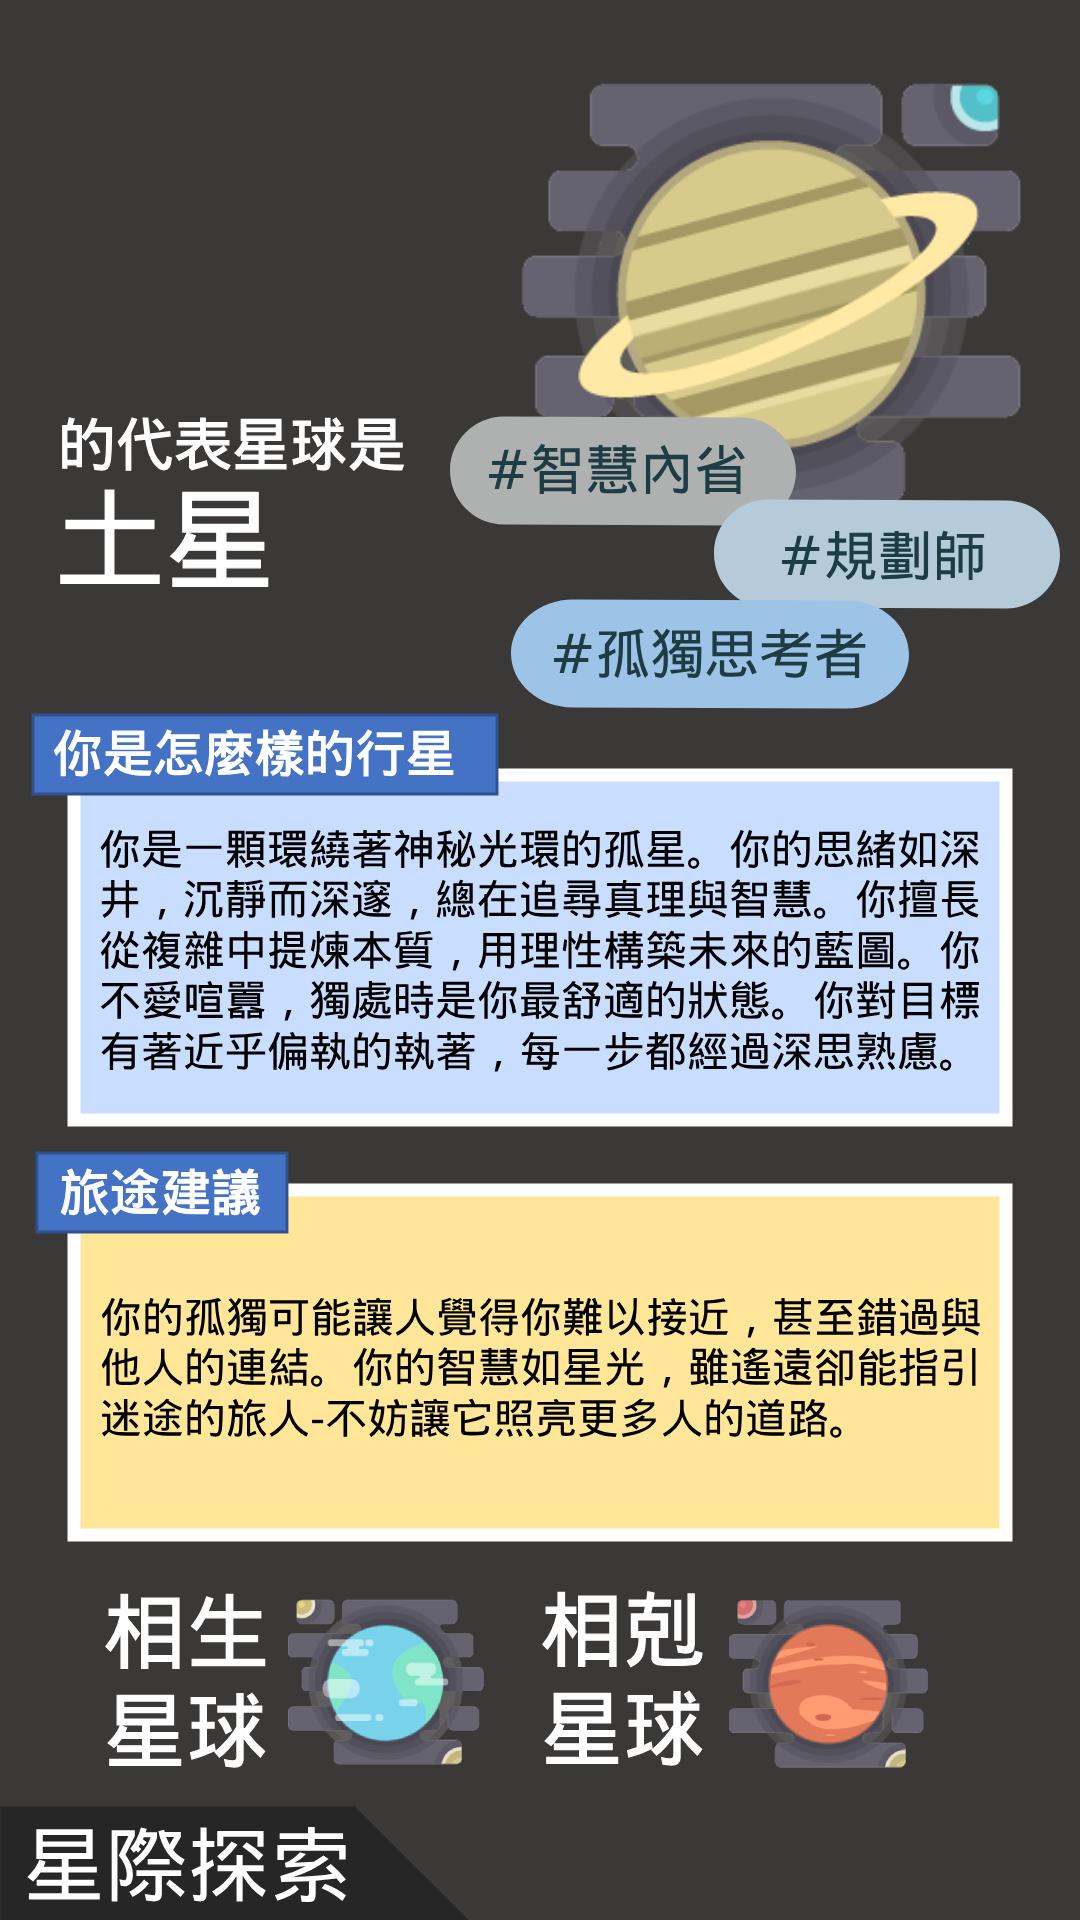 的代表星球是
土星
#智慧內省
#規劃師
#孤獨思考者
你是怎麼樣的行星
你是一顆環繞著神秘光環的孤星。你的思緒如深
井，沉靜而深邃，總在追尋真理與智慧。你擅長
從複雜中提煉本質，用理性構築未來的藍圖。你
不愛喧囂，獨處時是你最舒適的狀態。你對目標
有著近乎偏執的執著，每一步都經過深思熟慮。
旅途建議
你的孤獨可能讓人覺得你難以接近，甚至錯過與
他人的連結。你的智慧如星光，雖遙遠卻能指引
迷途的旅人-不妨讓它照亮更多人的道路。
相生
星球
相剋
星球
星際探索